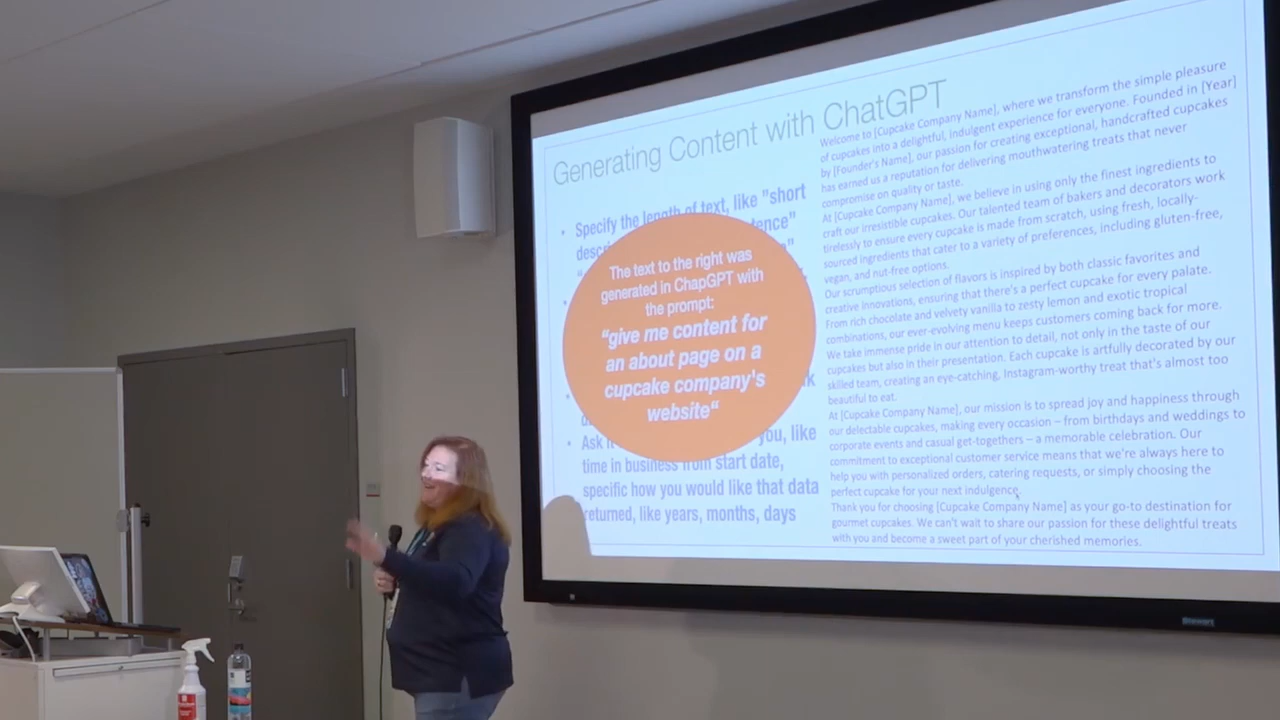 Generating Content with ChatGPT
• Specify the length of text, like "short
tence"
• Ask it you, like
time in business from start date,
specific how you would like that data
returned, like years, months, days
The text to the right was
generated in ChapGPT with
the prompt:
"give me content for
an about page on a
cupcake company's
website"
Welcome to [Cupcake Company Name], where we transform the simple pleasure
of cupcakes into a delightful, indulgent experience for everyone. Founded in [Year]
by [Founder's Name], our passion for creating exceptional, handcrafted cupcakes
has earned us a reputation for delivering mouthwatering treats that never
compromise on quality or taste.
At [Cupcake Company Name], we believe in using only the finest ingredients to
craft our irresistible cupcakes. Our talented team of bakers and decorators work
tirelessly to ensure every cupcake is made from scratch, using fresh, locally-
sourced ingredients that cater to a variety of preferences, including gluten-free,
vegan, and nut-free options.
Our scrumptious selection of flavors is inspired by both classic favorites and
creative innovations, ensuring that there's a perfect cupcake for every palate.
From rich chocolate and velvety vanilla to zesty lemon and exotic tropical
combinations, our ever-evolving menu keeps customers coming back for more.
We take immense pride in our attention to detail, not only in the taste of our
cupcakes but also in their presentation. Each cupcake is artfully decorated by our
skilled team, creating an eye-catching, Instagram-worthy treat that's almost too
beautiful to eat.
At [Cupcake Company Name], our mission is to spread joy and happiness through
our delectable cupcakes, making every occasion – from birthdays and weddings to
corporate events and casual get-togethers – a memorable celebration. Our
commitment to exceptional customer service means that we're always here to
help you with personalized orders, catering requests, or simply choosing the
perfect cupcake for your next indulgence.
Thank you for choosing [Cupcake Company Name] as your go-to destination for
gourmet cupcakes. We can't wait to share our passion for these delightful treats
with you and become a sweet part of your cherished memories.
Stewart